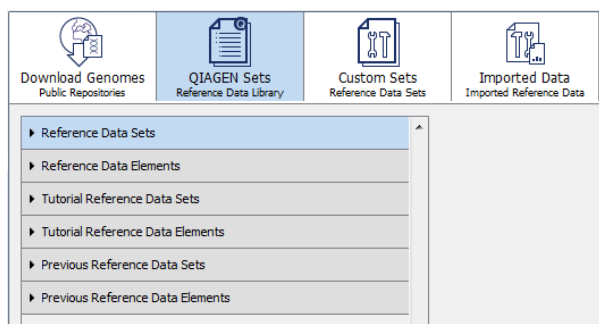 Download Genomes
Public Repositories
QIAGEN Sets
Reference Data Library
Custom Sets
Reference Data Sets
Imported Data
Imported Reference Data
Reference Data Sets
Reference Data Elements
Tutorial Reference Data Sets
Tutorial Reference Data Elements
Previous Reference Data Sets
Previous Reference Data Elements